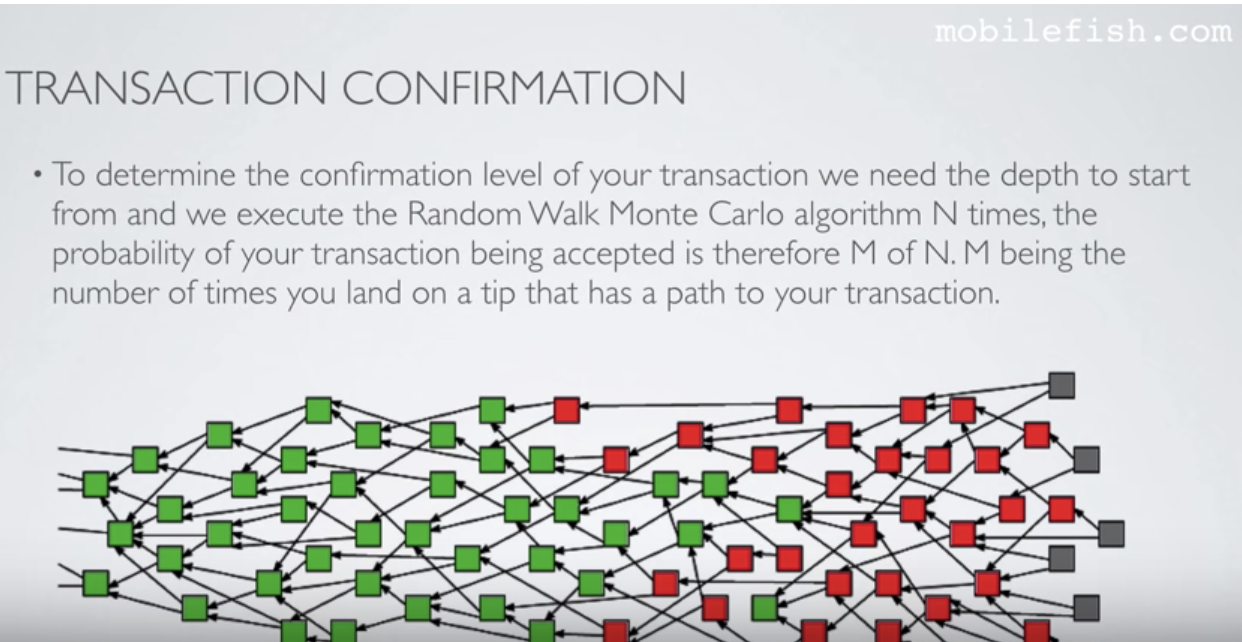 mobilefish.com
TRANSACTION CONFIRMATION
• To determine the confirmation level of your transaction we need the depth to start
from and we execute the Random Walk Monte Carlo algorithm N times, the
probability of your transaction being accepted is therefore M of N. M being the
number of times you land on a tip that has a path to your transaction.